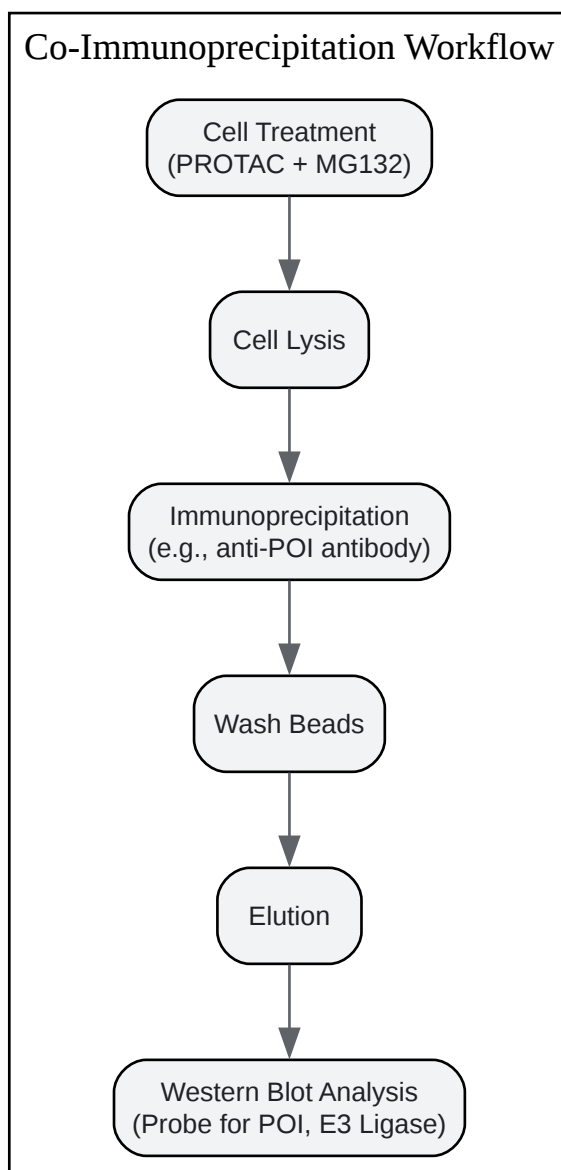 Co-Immunoprecipitation Workflow
Cell Treatment
(PROTAC + MG132)
Cell Lysis
Immunoprecipitation
(e.g., anti-POI antibody)
Wash Beads
Elution
Western Blot Analysis
(Probe for POI, E3 Ligase)